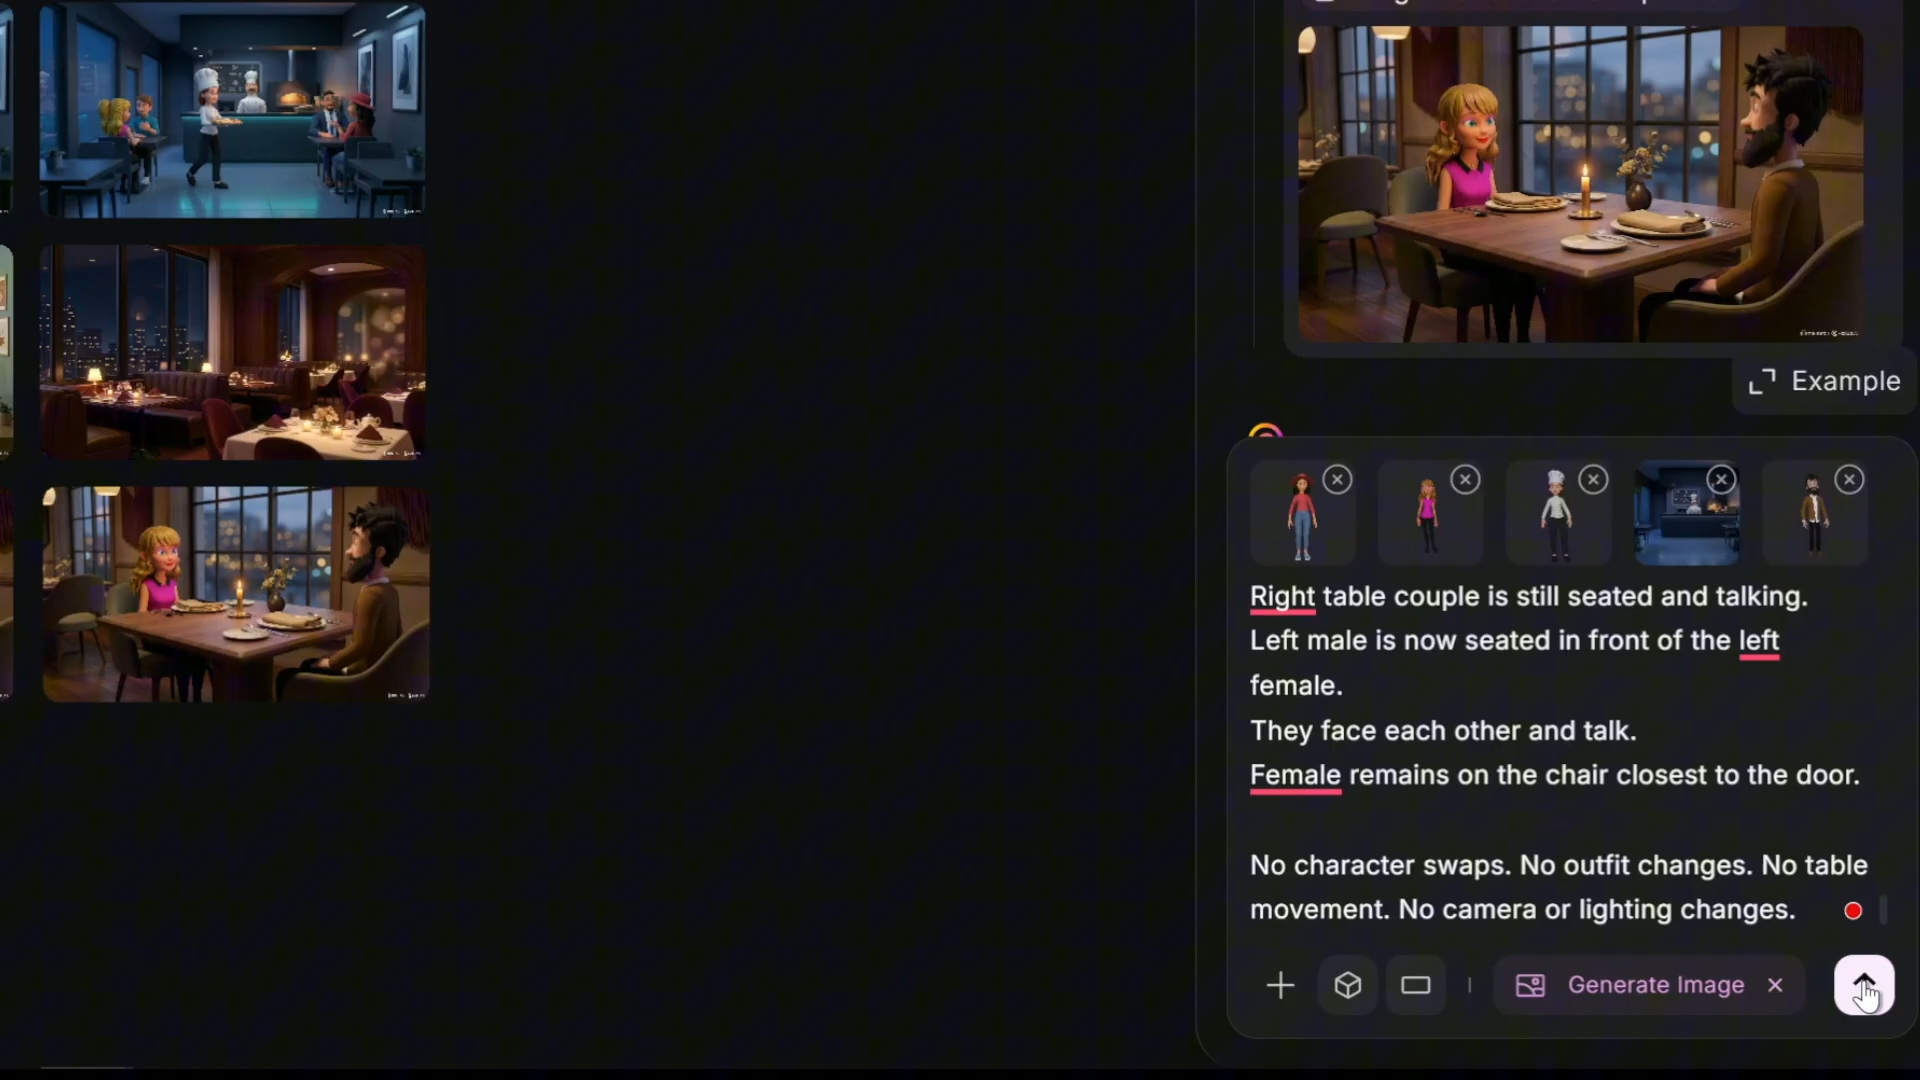 Example
Right table couple is still seated and talking.
Left male is now seated in front of the left
female.
They face each other and talk.
Female remains on the chair closest to the door.
No character swaps. No outfit changes. No table
movement. No camera or lighting changes.
Generate Image